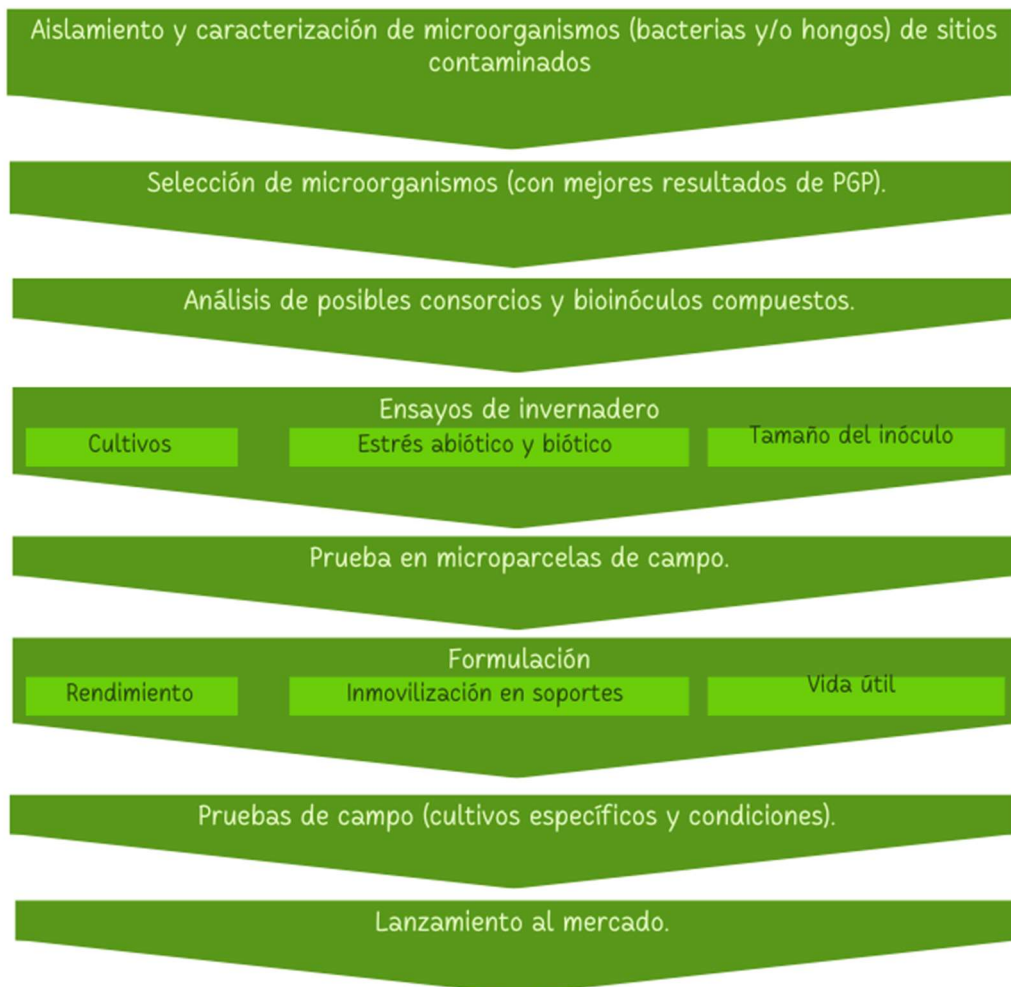 Aislamiento y caracterización de microorganismos (bacterias y/o hongos) de sitios
contaminados
Selección de microorganismos (con mejores resultados de PGP).
Análisis de posibles consorcios y bioinóculos compuestos.
Ensayos de invernadero
Cultivos
Estrés abiótico y biótico
Tamaño del inóculo
Prueba en microparcelas de campo.
Formulación
Rendimiento
Inmovilización en soportes
Vida útil
Pruebas de campo (cultivos específicos y condiciones).
Lanzamiento al mercado.